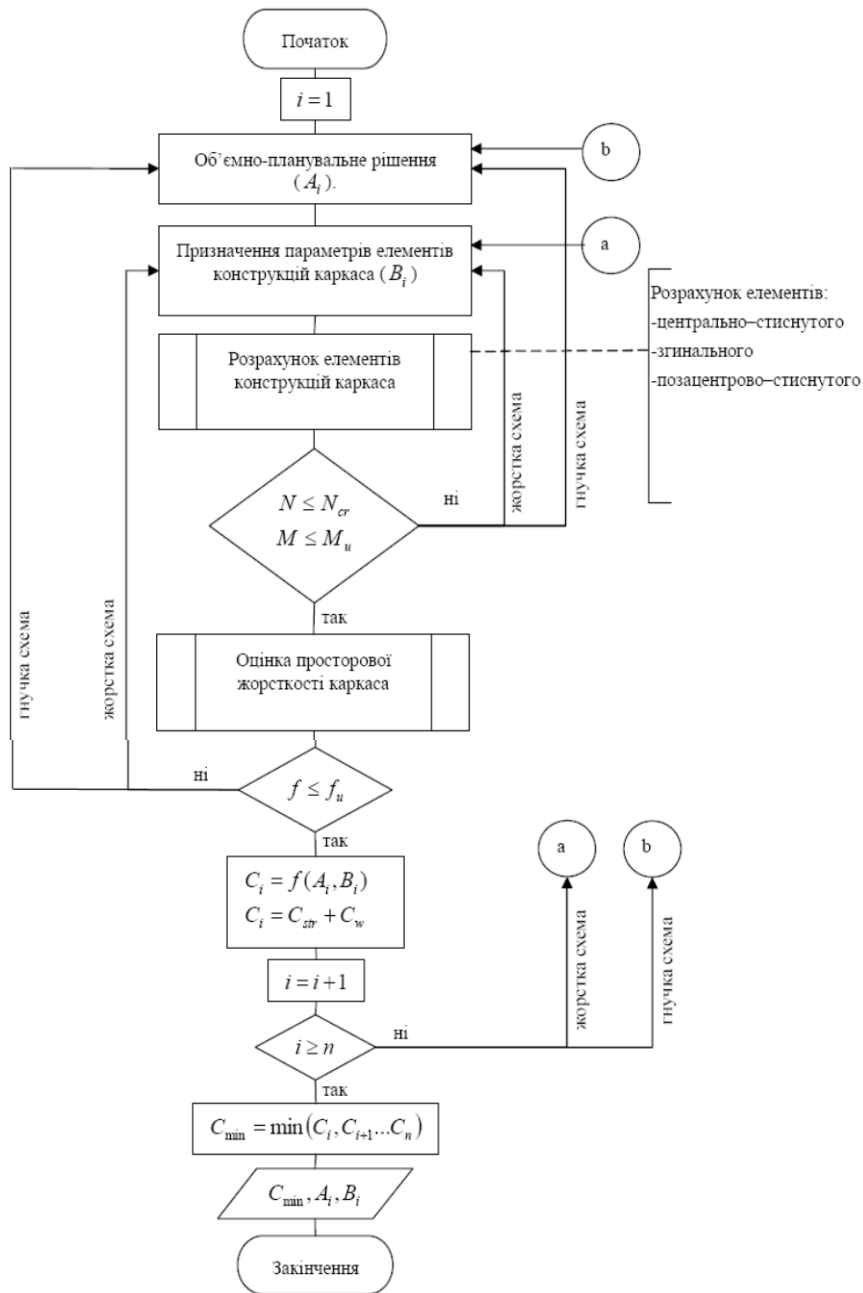 Початок
i = 1
Об’ємно-планувальне рішення
( A_i ).
b
Призначення параметрів елементів
конструкцій каркаса ( B_i )
a
Розрахунок елементів:
-центрально–стиснутого
-згинального
-позацентрово–стиснутого
Розрахунок елементів
конструкцій каркаса
жорстка схема
гнучка схема
N ≤ N_cr
M ≤ M_u
ні
так
гнучка схема
жорстка схема
Оцінка просторової
жорсткості каркаса
ні
f ≤ f_u
так
a
b
C_i = f(A_i, B_i)
C_i = C_str + C_w
жорстка схема
гнучка схема
i = i+1
i ≥ n
ні
так
C_min = min(C_i, C_i+1...C_n)
C_min, A_i, B_i
Закінчення